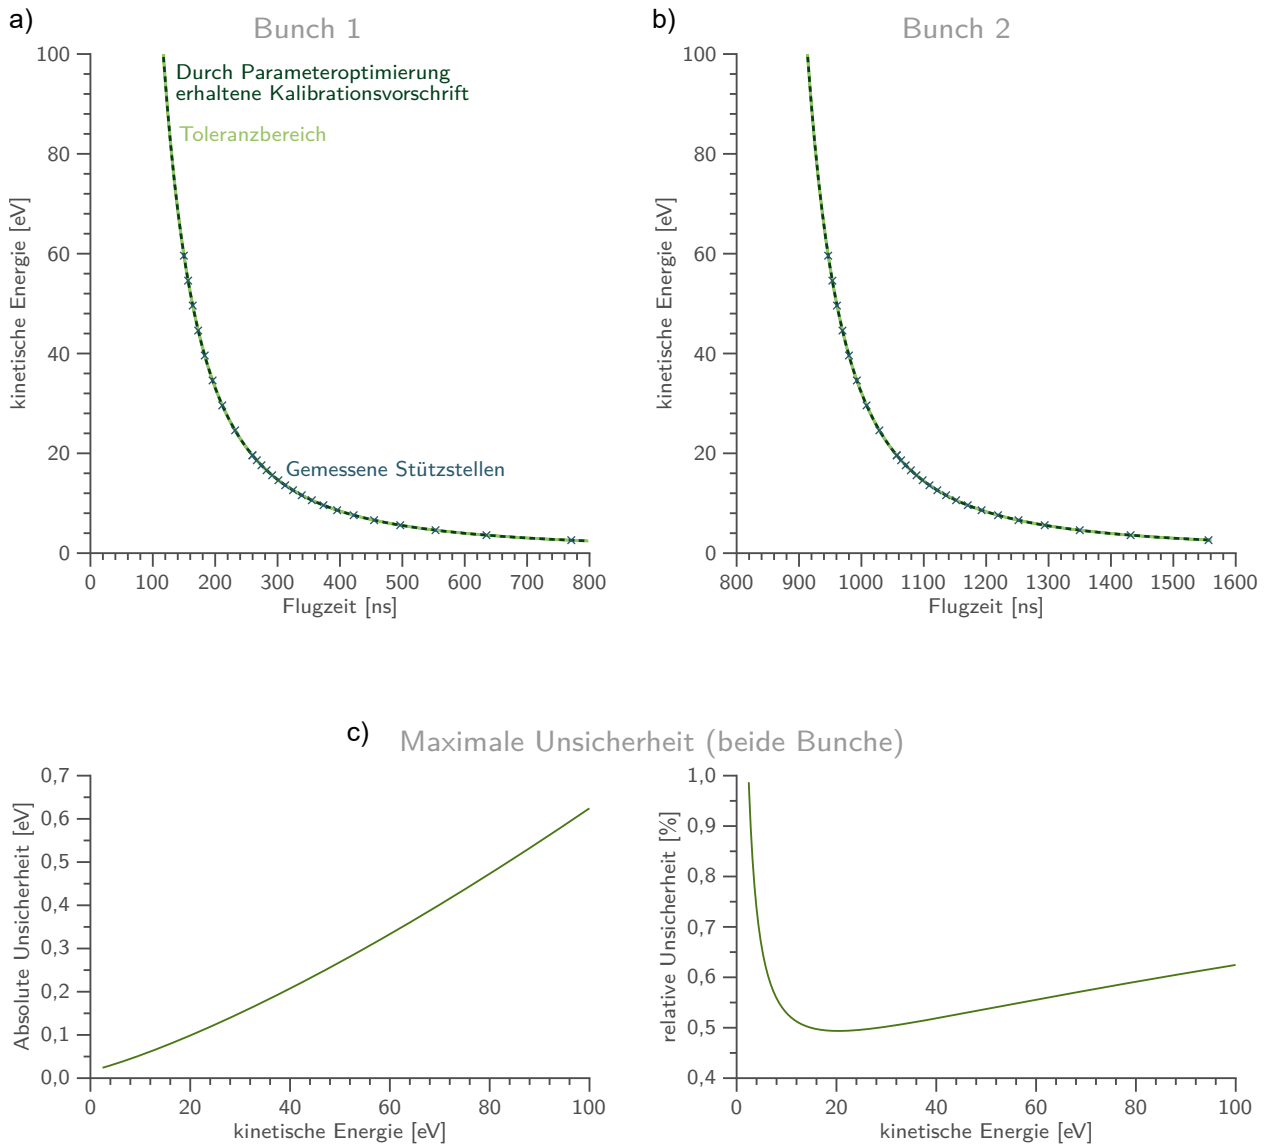 a)
Bunch 1
100
80
60
40
20
0
kinetische Energie [eV]
Durch Parameteroptimierung
erhaltene Kalibrationsvorschrift
Toleranzbereich
Gemessene Stützstellen
0 100 200 300 400 500 600 700 800
Flugzeit [ns]
b)
Bunch 2
100
80
60
40
20
0
kinetische Energie [eV]
800 900 1000 1100 1200 1300 1400 1500 1600
Flugzeit [ns]
c)
Maximale Unsicherheit (beide Bunche)
0,7
0,6
0,5
0,4
0,3
0,2
0,1
0,0
Absolute Unsicherheit [eV]
0 20 40 60 80 100
kinetische Energie [eV]
1,0
0,9
0,8
0,7
0,6
0,5
0,4
relative Unsicherheit [%]
0 20 40 60 80 100
kinetische Energie [eV]